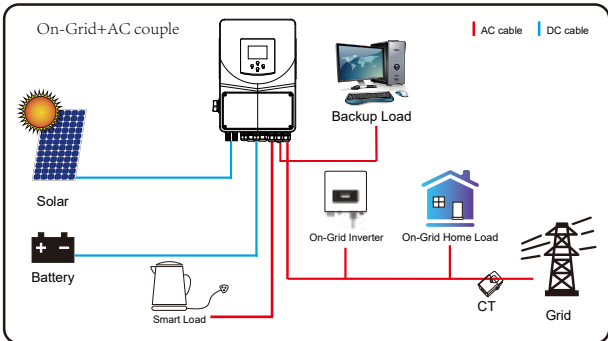 On-Grid+AC couple
AC cable
DC cable
Backup Load
Solar
On-Grid Inverter
On-Grid Home Load
Battery
Smart Load
CT
Grid